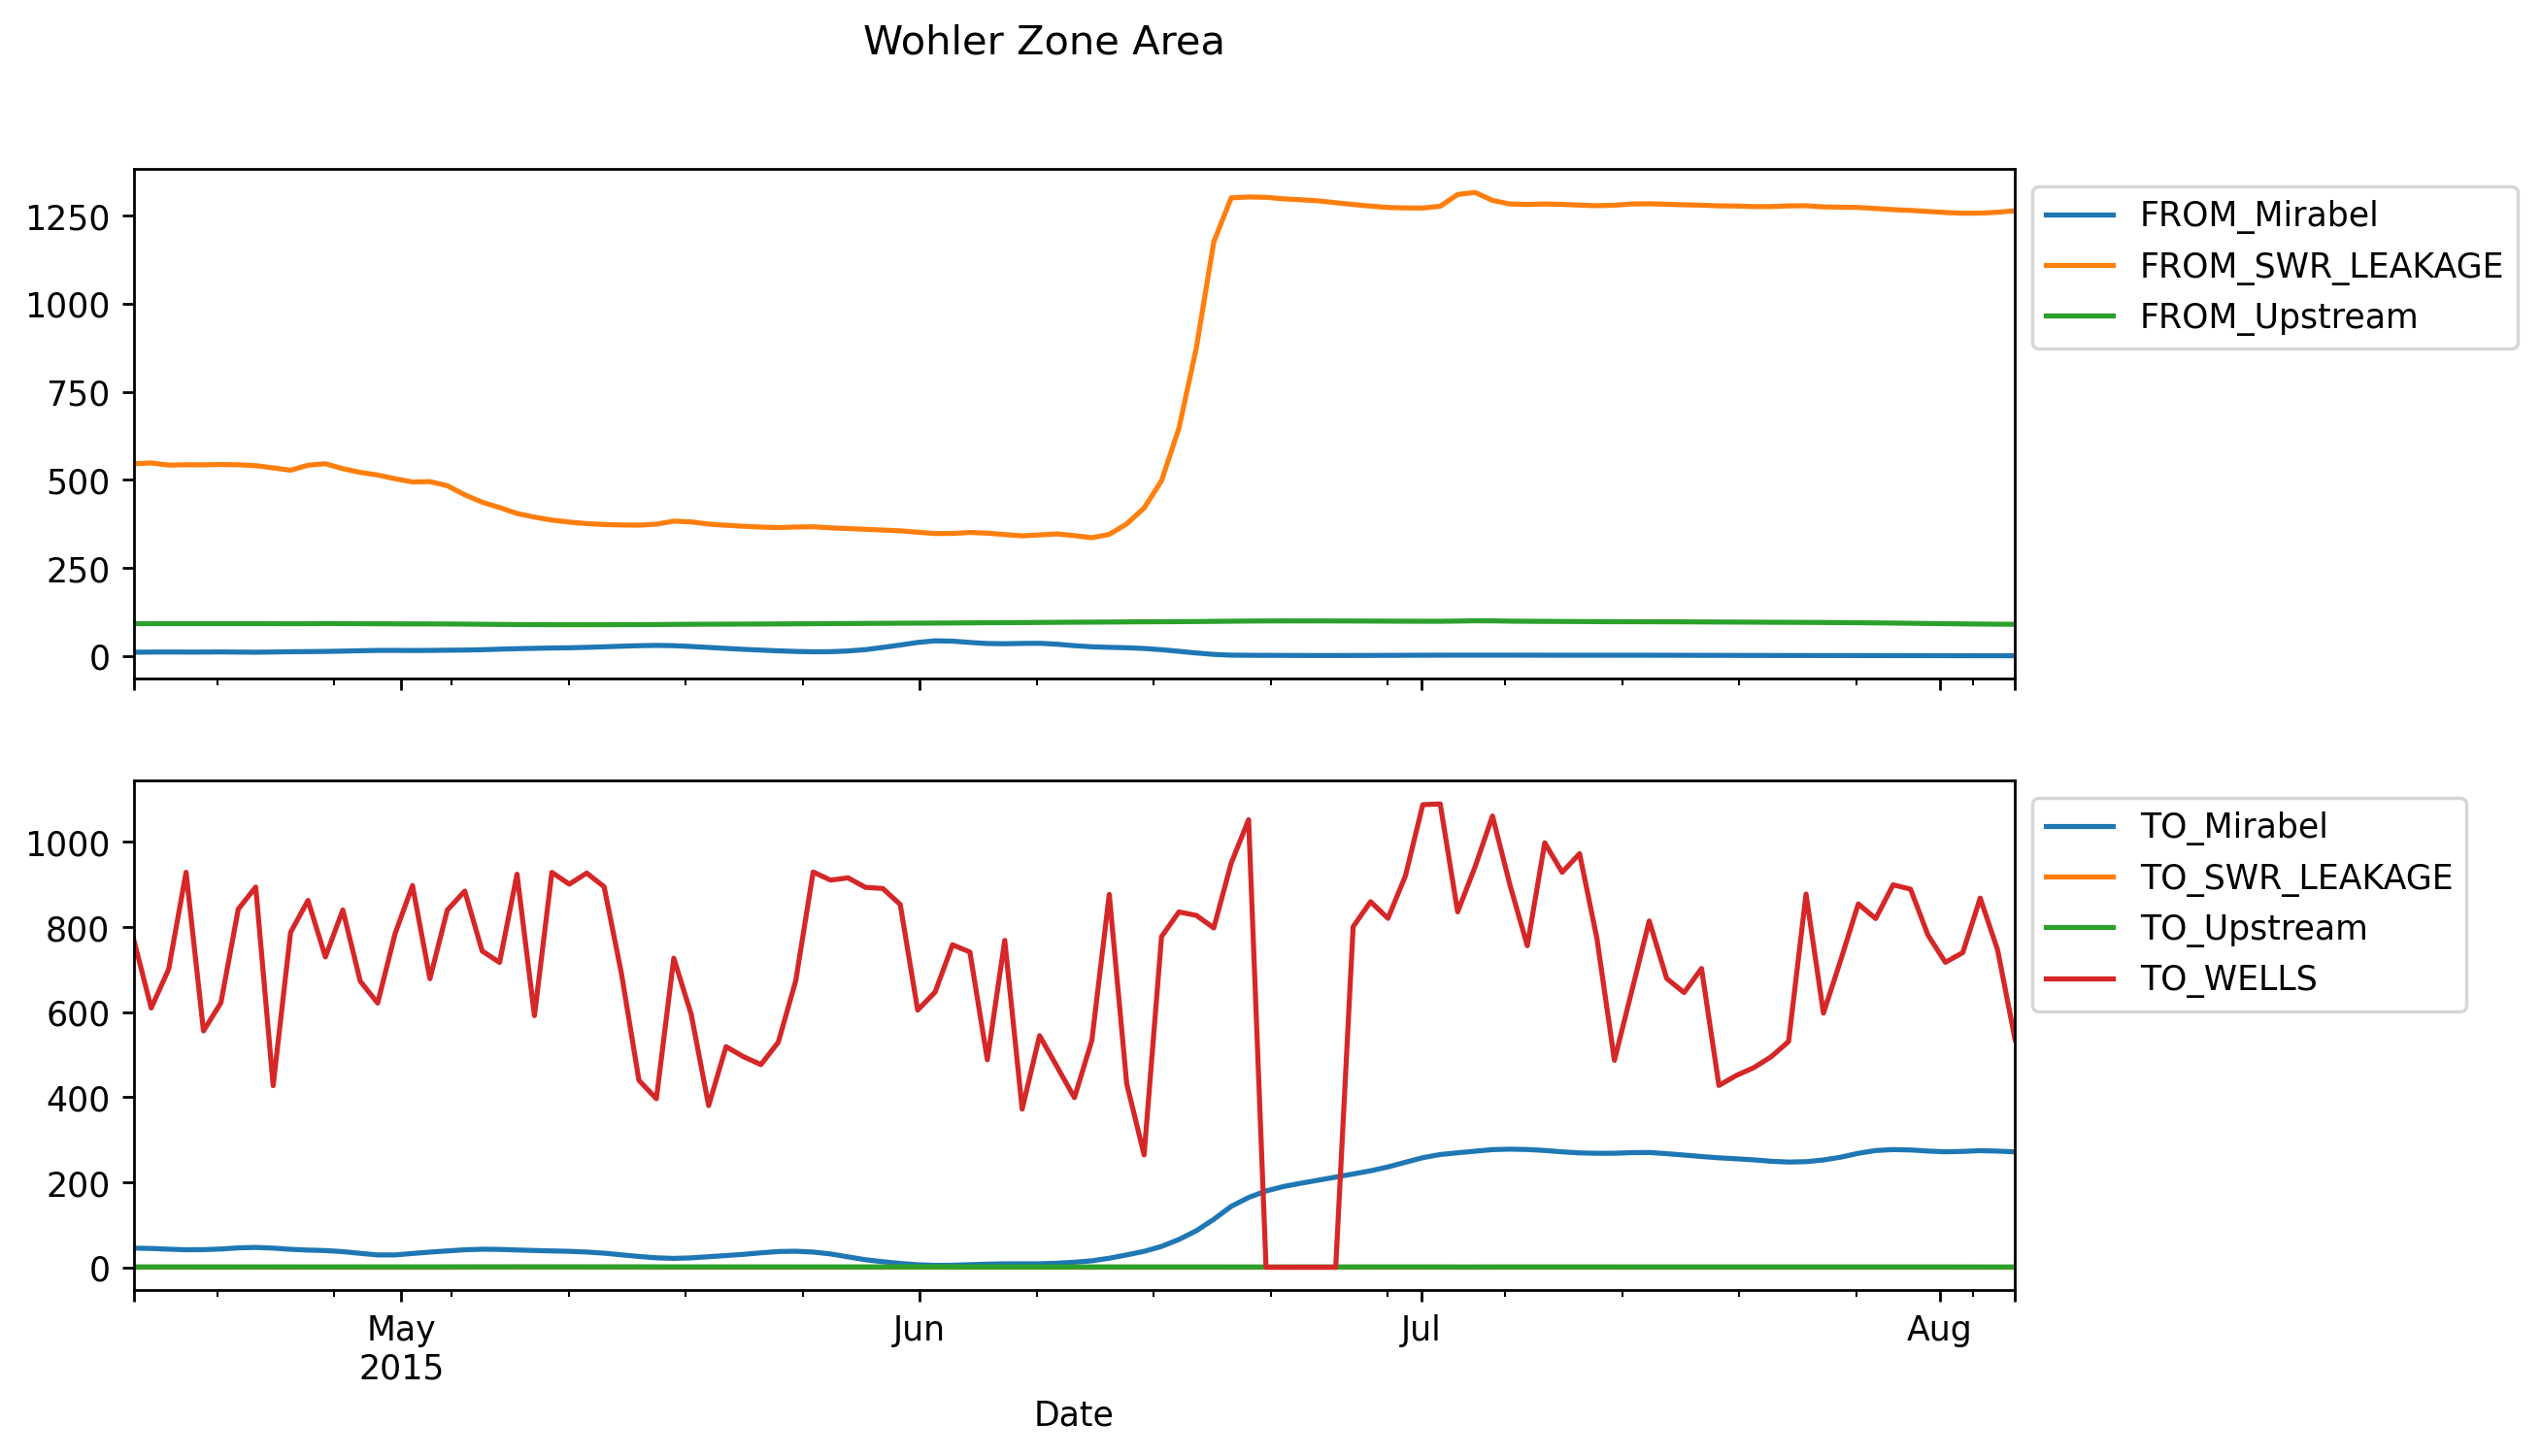 Wohler Zone Area
1250
1000
750
500
250
0
FROM_Mirabel
FROM_SWR_LEAKAGE
FROM_Upstream
1000
800
600
400
200
0
TO_Mirabel
TO_SWR_LEAKAGE
TO_Upstream
TO_WELLS
May Jun Jul Aug
2015
Date